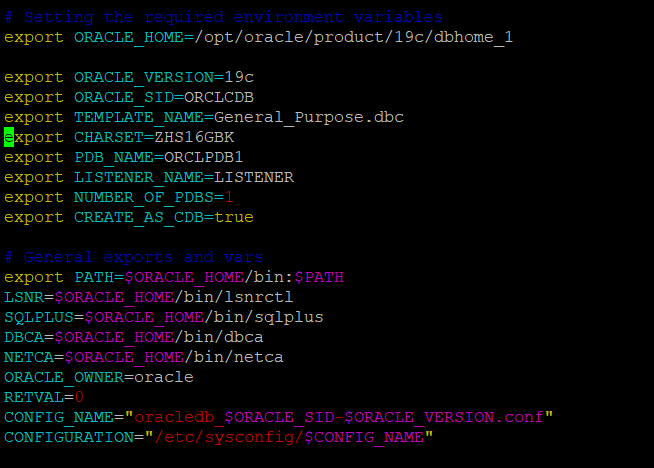 # Setting the required environment variables
export ORACLE_HOME=/opt/oracle/product/19c/dbhome_1
export ORACLE_VERSION=19c
export ORACLE_SID=ORCLCDB
export TEMPLATE_NAME=General_Purpose.dbc
export CHARSET=ZHS16GBK
export PDB_NAME=ORCLPDB1
export LISTENER_NAME=LISTENER
export NUMBER_OF_PDBS=1
export CREATE_AS_CDB=true
# General exports and vars
export PATH=$ORACLE_HOME/bin:$PATH
LSNR=$ORACLE_HOME/bin/lsnrctl
SQLPLUS=$ORACLE_HOME/bin/sqlplus
DBCA=$ORACLE_HOME/bin/dbca
NETCA=$ORACLE_HOME/bin/netca
ORACLE_OWNER=oracle
RETVAL=0
CONFIG_NAME="oracledb_$ORACLE_SID-$ORACLE_VERSION.conf"
CONFIGURATION="/etc/sysconfig/$CONFIG_NAME"